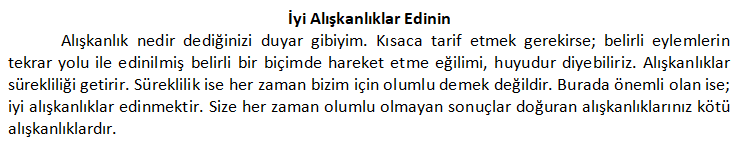 İyi Alışkanlıklar Edinin
Alışkanlık nedir dediğinizi duyar gibiyim. Kısaca tarif etmek gerekirse; belirli eylemlerin
tekrar yolu ile edinilmiş belirli bir biçimde hareket etme eğilimi, huyudur diyebiliriz. Alışkanlıklar
sürekliliği getirir. Süreklilik ise her zaman bizim için olumlu demek değildir. Burada önemli olan ise;
iyi alışkanlıklar edinmektir. Size her zaman olumlu olmayan sonuçlar doğuran alışkanlıklarınız kötü
alışkanlıklardır.